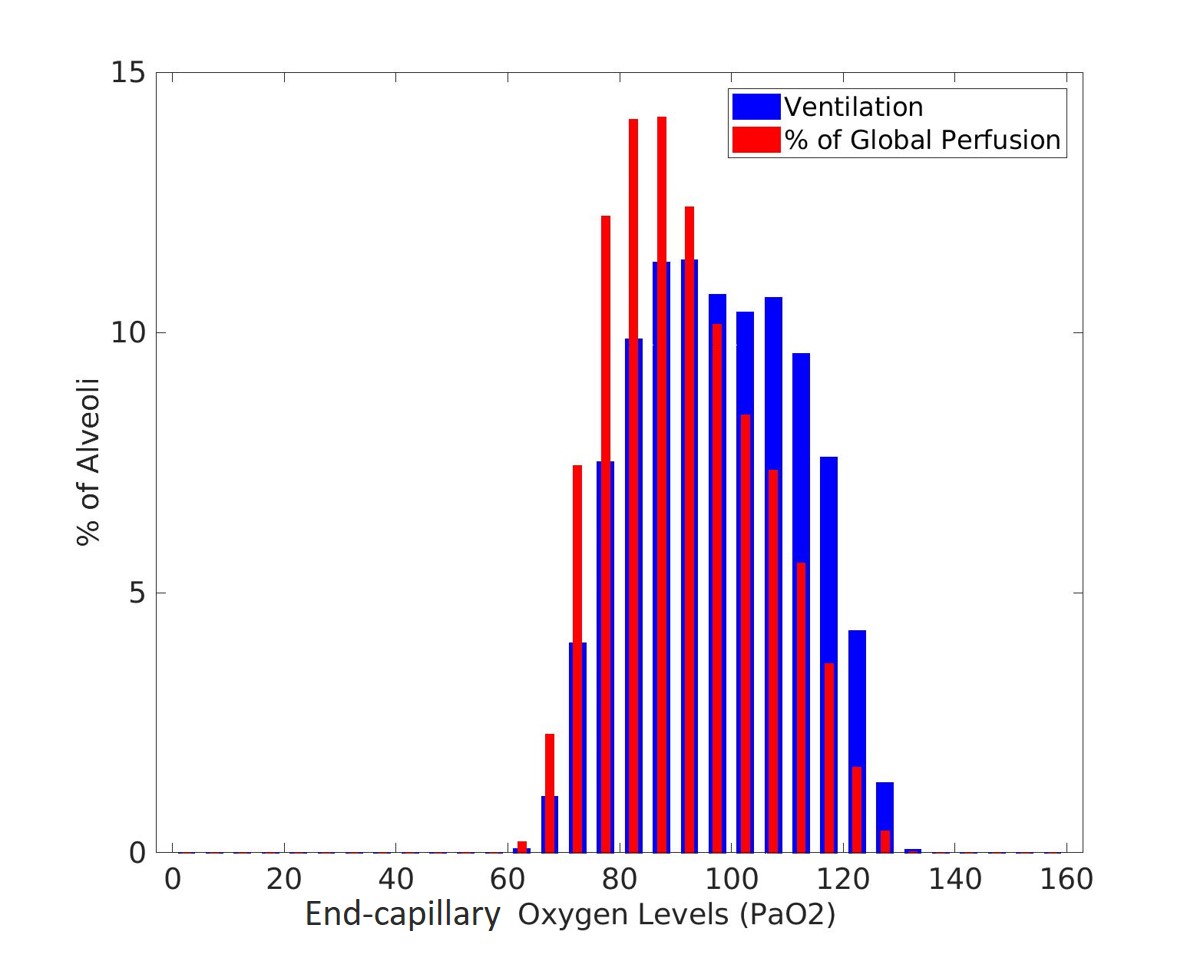 15
Ventilation
% of Global Perfusion
10
% of Alveoli
5
0
0 20 40 60 80 100 120 140 160
End-capillary Oxygen Levels (PaO2)